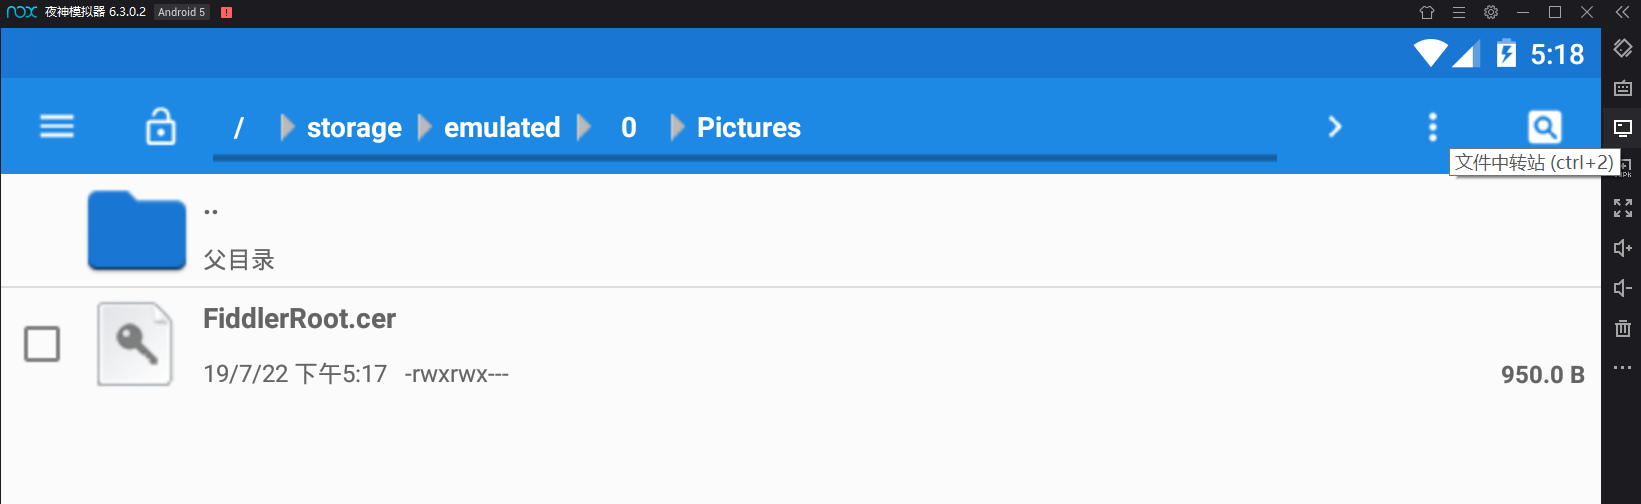 nox 夜神模拟器 6.3.0.2 Android 5
5:18
/ storage emulated 0 Pictures
文件中转站 (ctrl+2)
..
父目录
FiddlerRoot.cer
19/7/22 下午5:17 -rwxrwx---
950.0 B